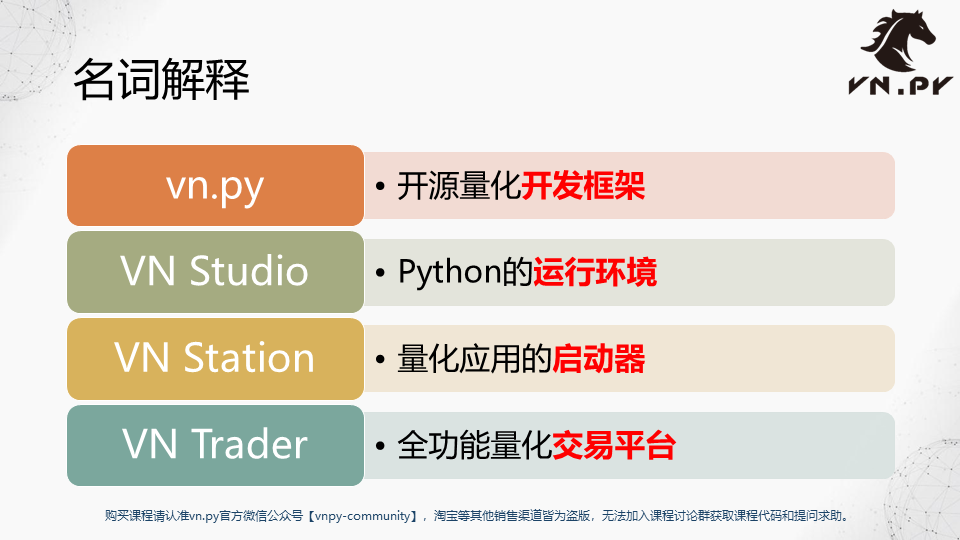 名词解释
VN.PY
vn.py
• 开源量化开发框架
VN Studio
• Python的运行环境
VN Station
• 量化应用的启动器
VN Trader
• 全功能量化交易平台
购买课程请认准vn.py官方微信公众号【vnpy-community】，淘宝等其他销售渠道皆为盗版，无法加入课程讨论群获取课程代码和提问求助。